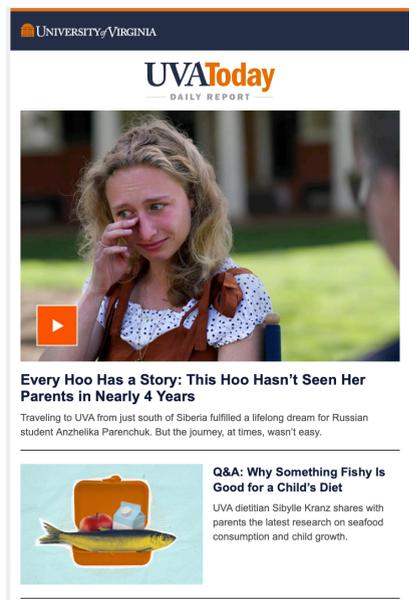 UNIVERSITY of VIRGINIA
UVAToday
DAILY REPORT
Every Hoo Has a Story: This Hoo Hasn’t Seen Her
Parents in Nearly 4 Years
Traveling to UVA from just south of Siberia fulfilled a lifelong dream for Russian
student Anzhelika Parenchuk. But the journey, at times, wasn’t easy.
Q&A: Why Something Fishy Is
Good for a Child’s Diet
UVA dietitian Sibylle Kranz shares with
parents the latest research on seafood
consumption and child growth.